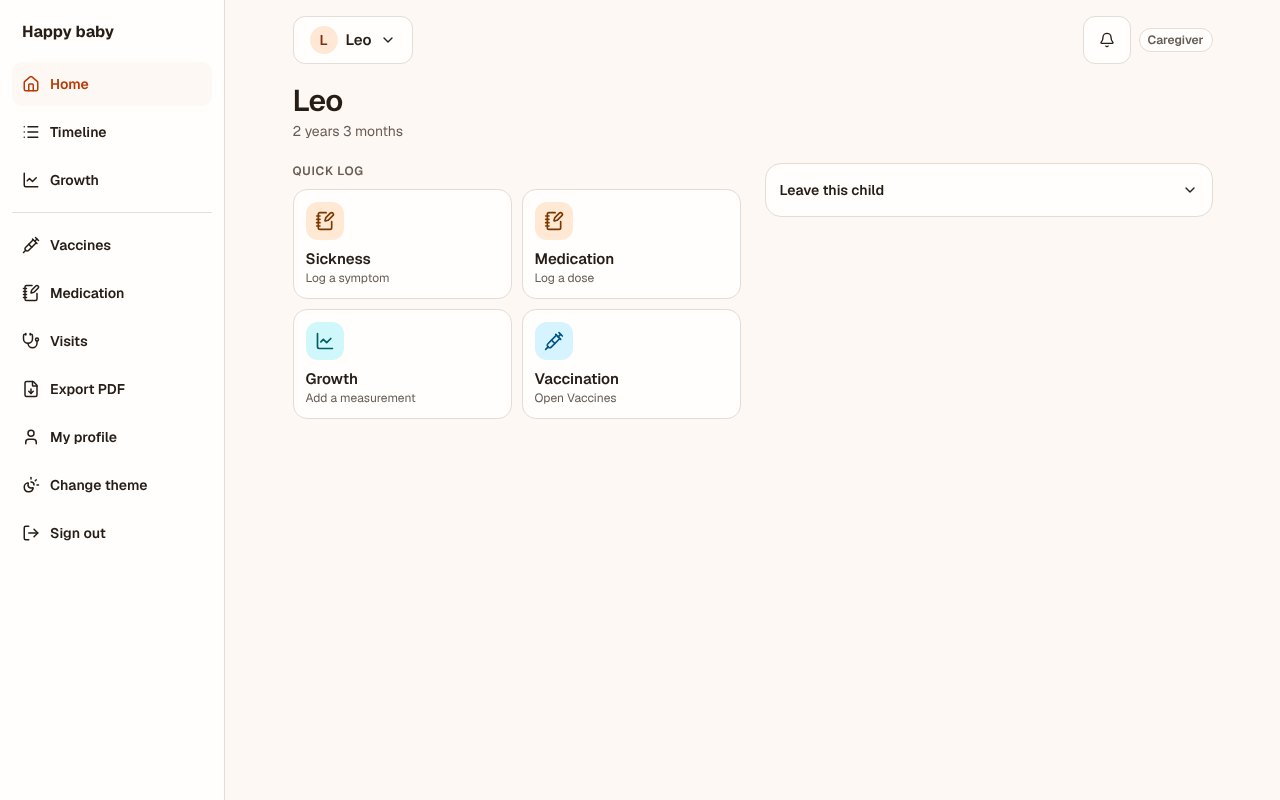 Happy baby
Home
Timeline
Growth
Vaccines
Medication
Visits
Export PDF
My profile
Change theme
Sign out
L Leo
Caregiver
Leo
2 years 3 months
QUICK LOG
Sickness
Log a symptom
Medication
Log a dose
Growth
Add a measurement
Vaccination
Open Vaccines
Leave this child